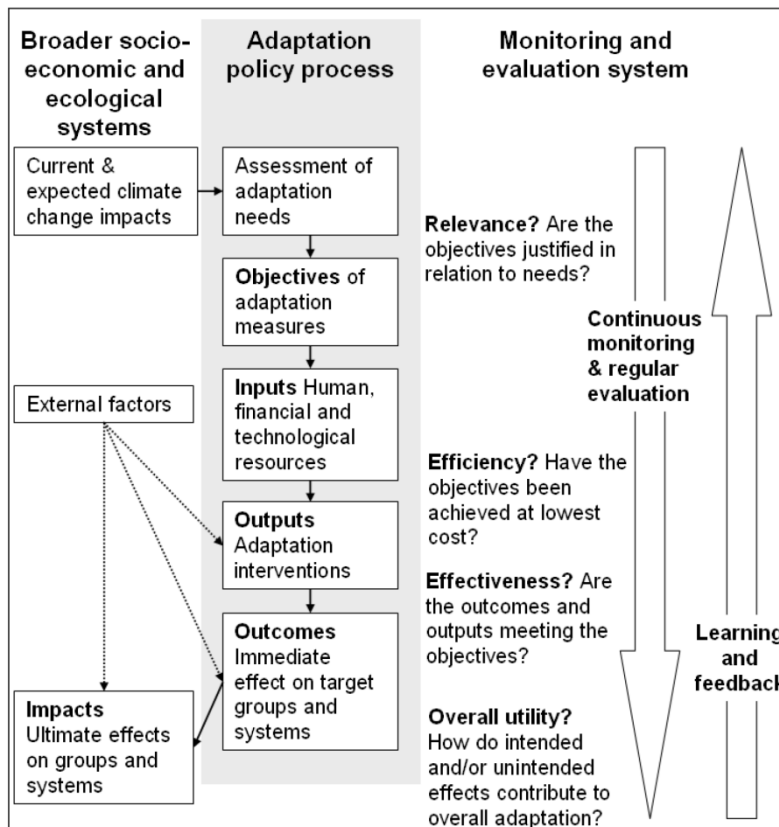 Broader socio-
economic and
ecological
systems
Adaptation
policy process
Monitoring and
evaluation system
Current &
expected climate
change impacts
Assessment of
adaptation
needs
Relevance? Are the
objectives justified in
relation to needs?
Objectives of
adaptation
measures
Continuous
monitoring
& regular
evaluation
External factors
Inputs Human,
financial and
technological
resources
Efficiency? Have the
objectives been
achieved at lowest
cost?
Outputs
Adaptation
interventions
Effectiveness? Are
the outcomes and
outputs meeting the
objectives?
Outcomes
Immediate
effect on target
groups and
systems
Learning
and
feedback
Impacts
Ultimate effects
on groups and
systems
Overall utility?
How do intended
and/or unintended
effects contribute to
overall adaptation?